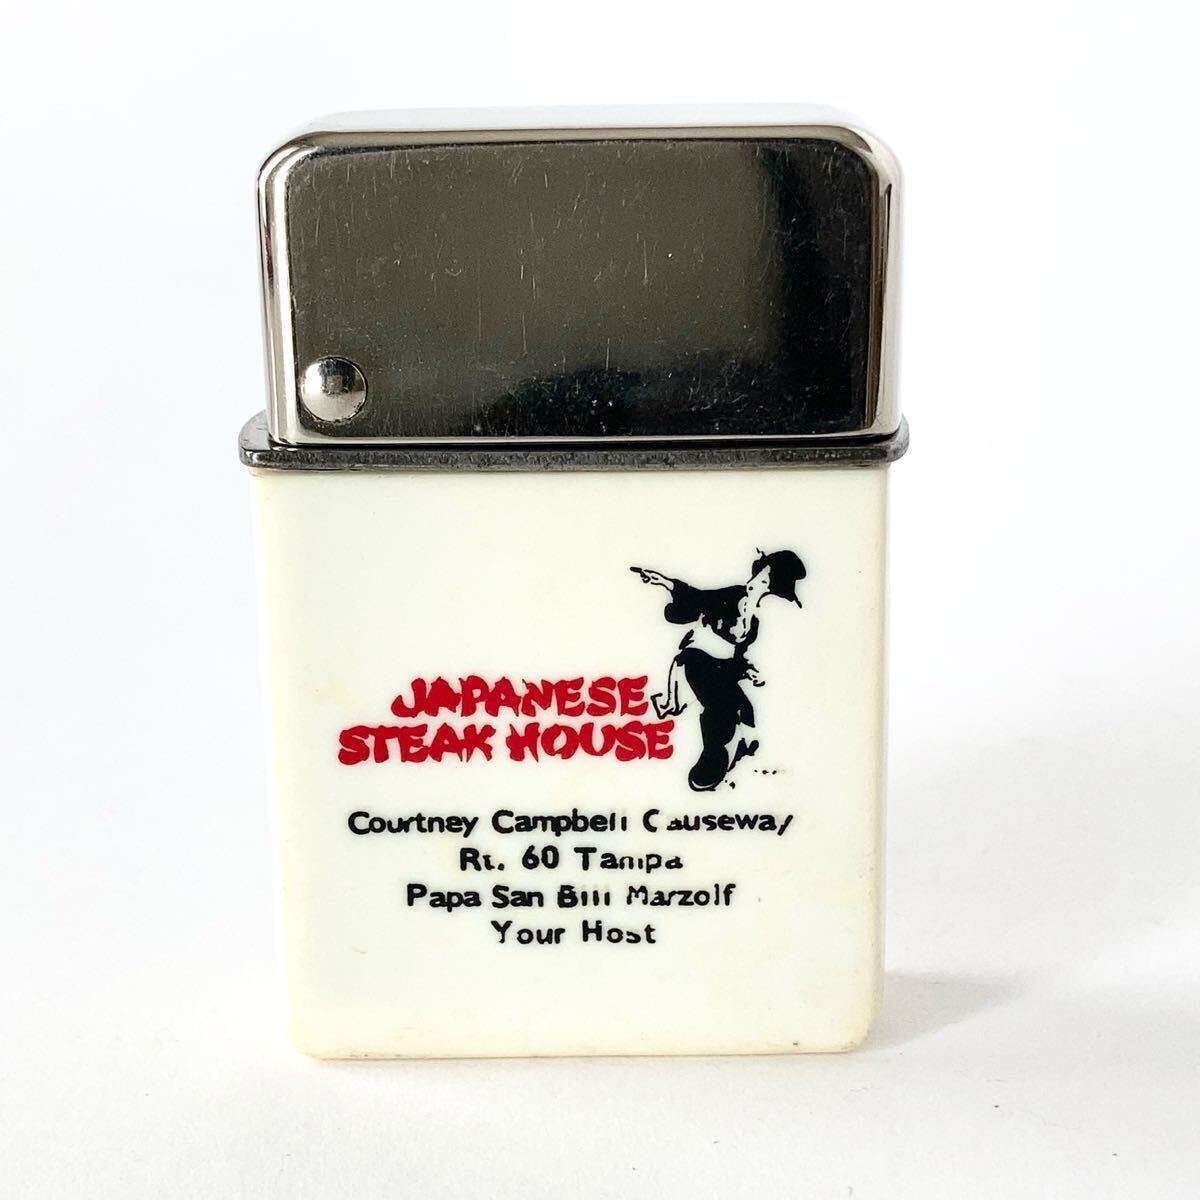 JAPANESE
STEAK HOUSE
Courtney Campbell Causeway
Rt. 60 Tampa
Papa San Bill Marzolf
Your Host